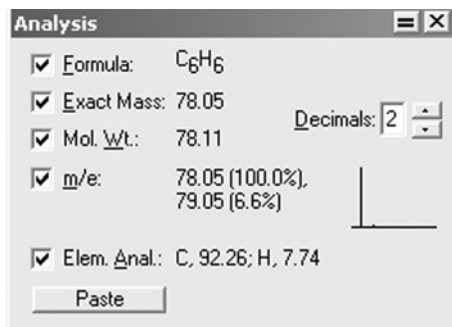 Analysis
Formula: C6H6
Exact Mass: 78.05
Decimals: 2
Mol. Wt.: 78.11
m/e: 78.05 (100.0%),
79.05 (6.6%)
Elem. Anal.: C, 92.26; H, 7.74
Paste